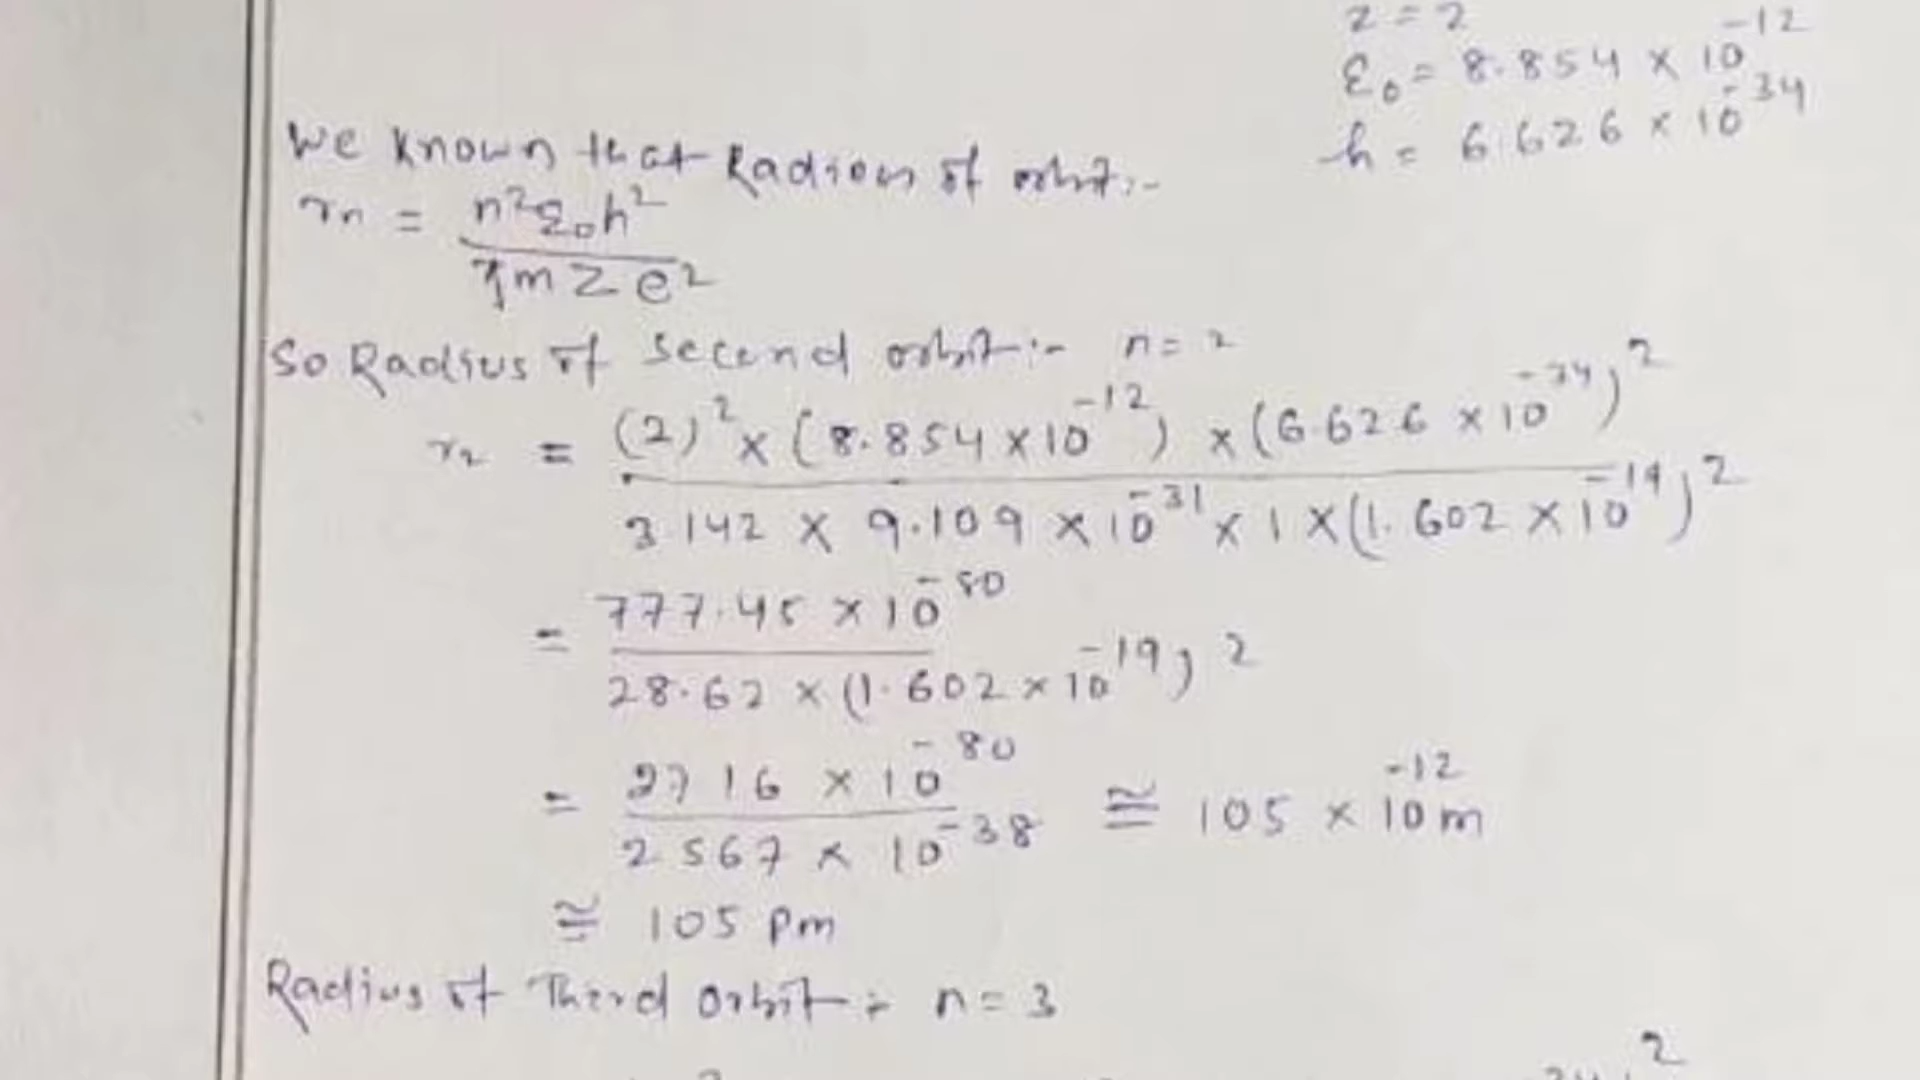 z = 2
ε₀ = 8.854 × 10⁻¹²
h = 6.626 × 10⁻³⁴
We known that Radious of orbit :-
rₙ = n²ε₀h² / πmze²
So Radius of second orbit :- n = 2
r₂ = (2)² × (8.854 × 10⁻¹²) × (6.626 × 10⁻³⁴)²
3.142 × 9.109 × 10⁻³¹ × 1 × (1.602 × 10⁻¹⁹)²
= 777.45 × 10⁻⁸⁰
28.62 × (1.602 × 10⁻¹⁹)²
= 27 16 × 10⁻⁸⁰ ≅ 105 × 10⁻¹² m
2 567 × 10⁻³⁸
≅ 105 Pm
Radius of Third orbit :- n = 3
2